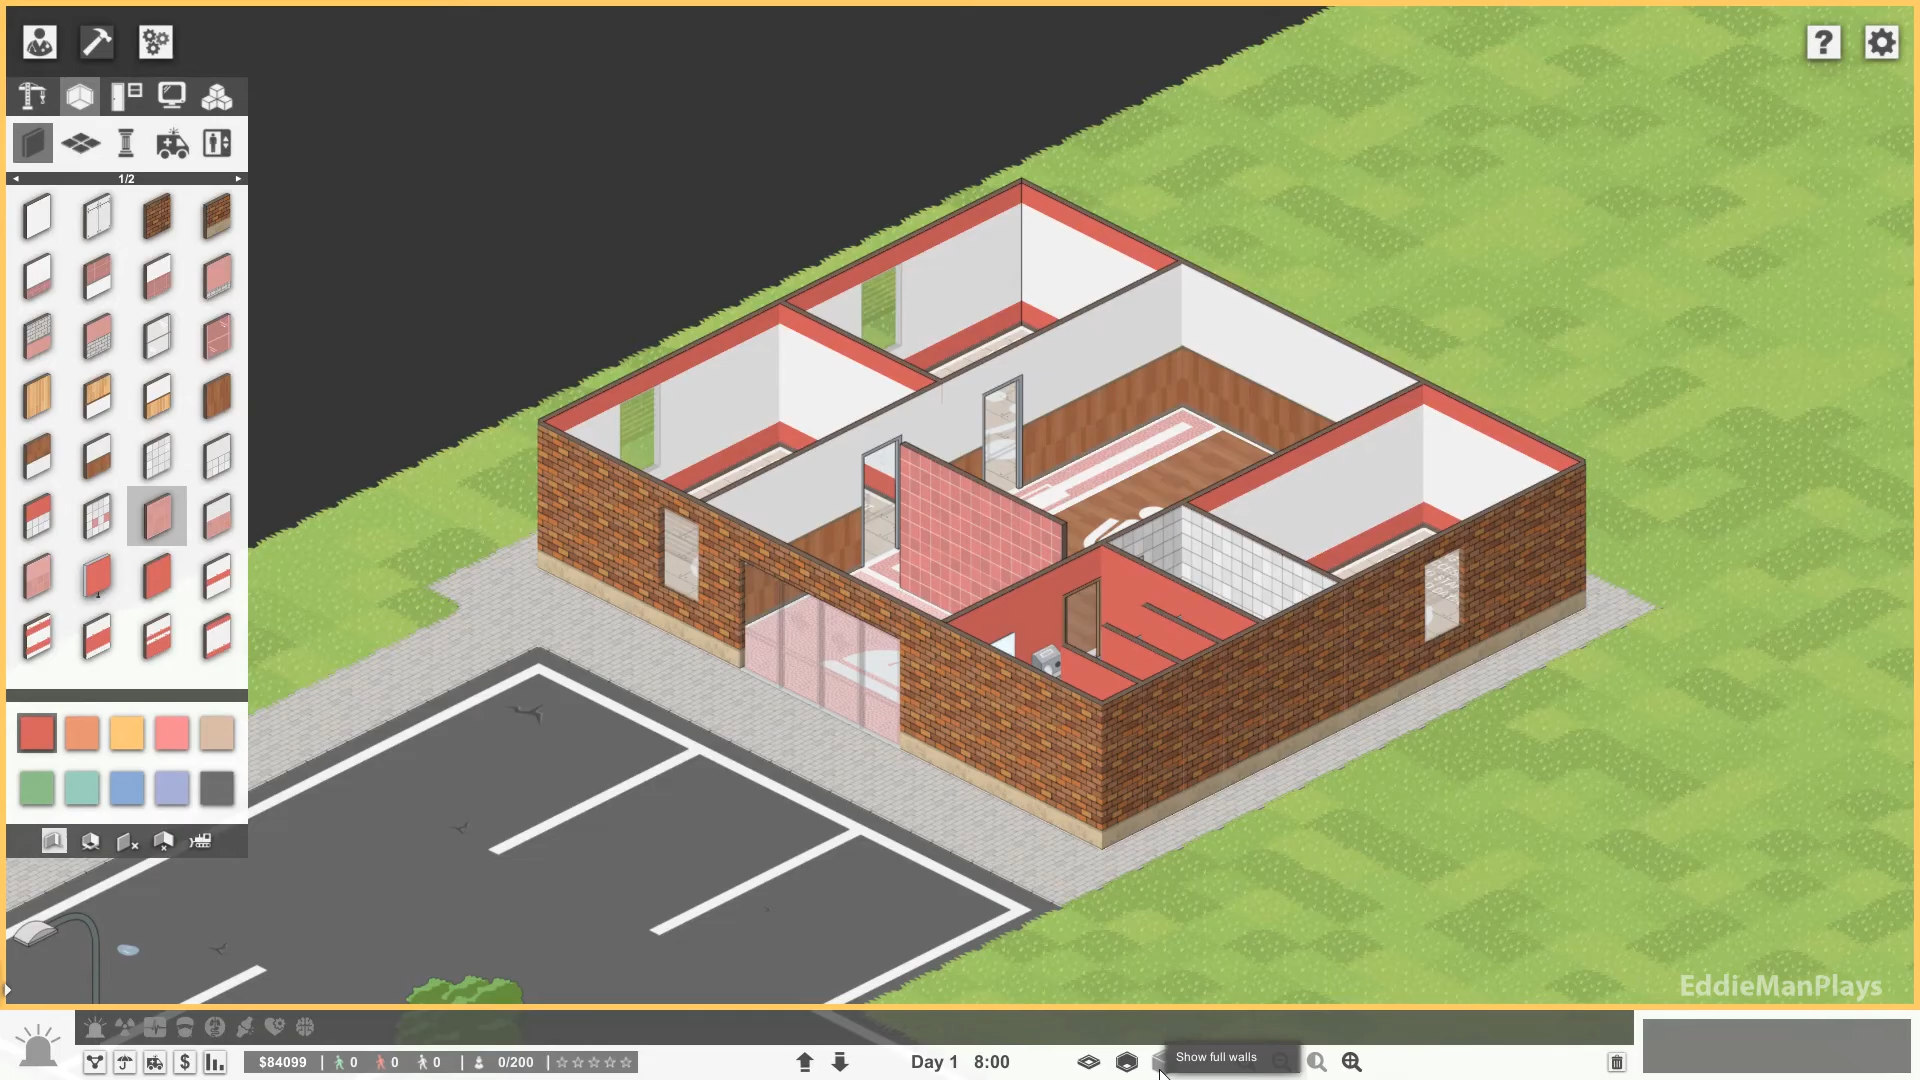 ?
1/2
EddieManPlays
$84099 | 0 0 0 | 0/200 |
Day 1 8:00
Show full walls